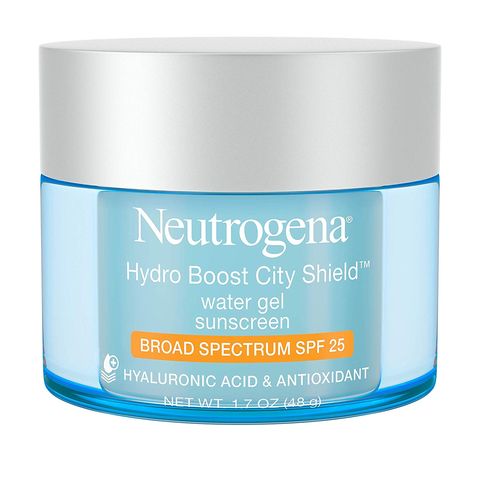 Neutrogena®
Hydro Boost City Shield™
water gel
sunscreen
BROAD SPECTRUM SPF 25
HYALURONIC ACID & ANTIOXIDANT
NET WT. 1.7 OZ (48 g)